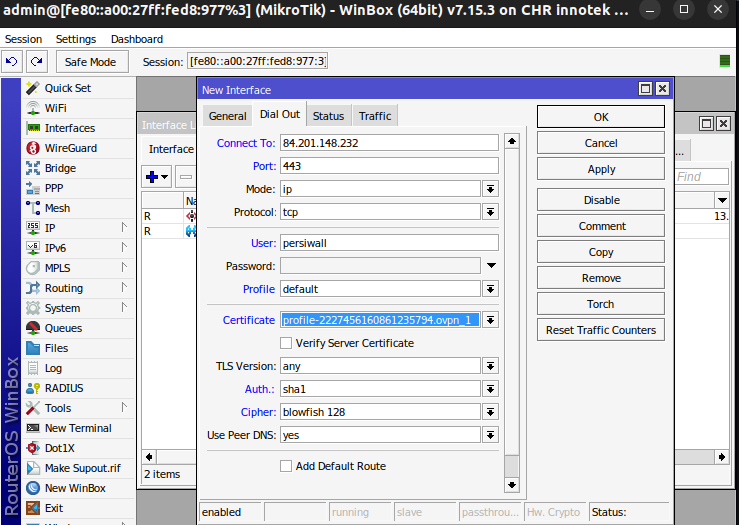 admin@[fe80::a00:27ff:fed8:977%3] (MikroTik) - WinBox (64bit) v7.15.3 on CHR innotek ...
Session Settings Dashboard
Safe Mode Session: [fe80::a00:27ff:fed8:977:3]
Quick Set
WiFi
Interfaces
WireGuard
Bridge
PPP
Mesh
IP
IPv6
MPLS
Routing
System
Queues
Files
Log
RADIUS
Tools
New Terminal
Dot1X
Make Supout.rif
New WinBox
Exit
RouterOS WinBox
Interface L
Interface
...
Find
Na
R
R
13.
2 items
New Interface
General Dial Out Status Traffic
Connect To: 84.201.148.232
Port: 443
Mode: ip
Protocol: tcp
User: persiwall
Password:
Profile default
Certificate profile-2227456160861235794.ovpn_1
Verify Server Certificate
TLS Version: any
Auth.: sha1
Cipher: blowfish 128
Use Peer DNS: yes
Add Default Route
OK
Cancel
Apply
Disable
Comment
Copy
Remove
Torch
Reset Traffic Counters
enabled running slave passthrou... Hw. Crypto Status: